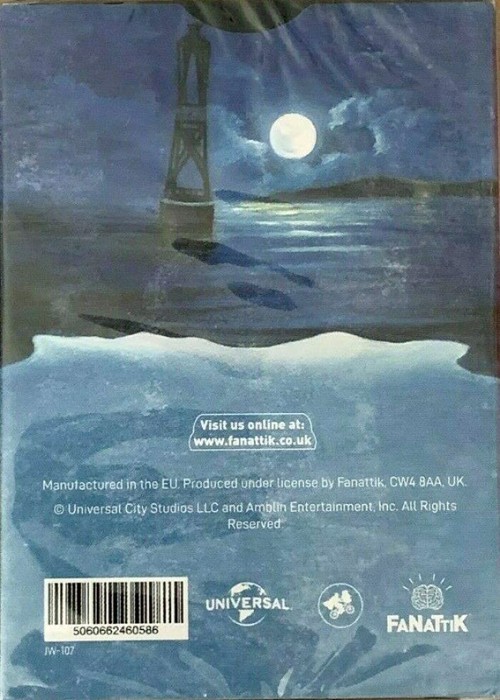 Visit us online at:
www.fanattik.co.uk
Manufactured in the EU. Produced under license by Fanattik, CW4 8AA, UK.
© Universal City Studios LLC and Amblin Entertainment, Inc. All Rights
Reserved.
5060662460586
UNIVERSAL
FANATTIK
JW-107